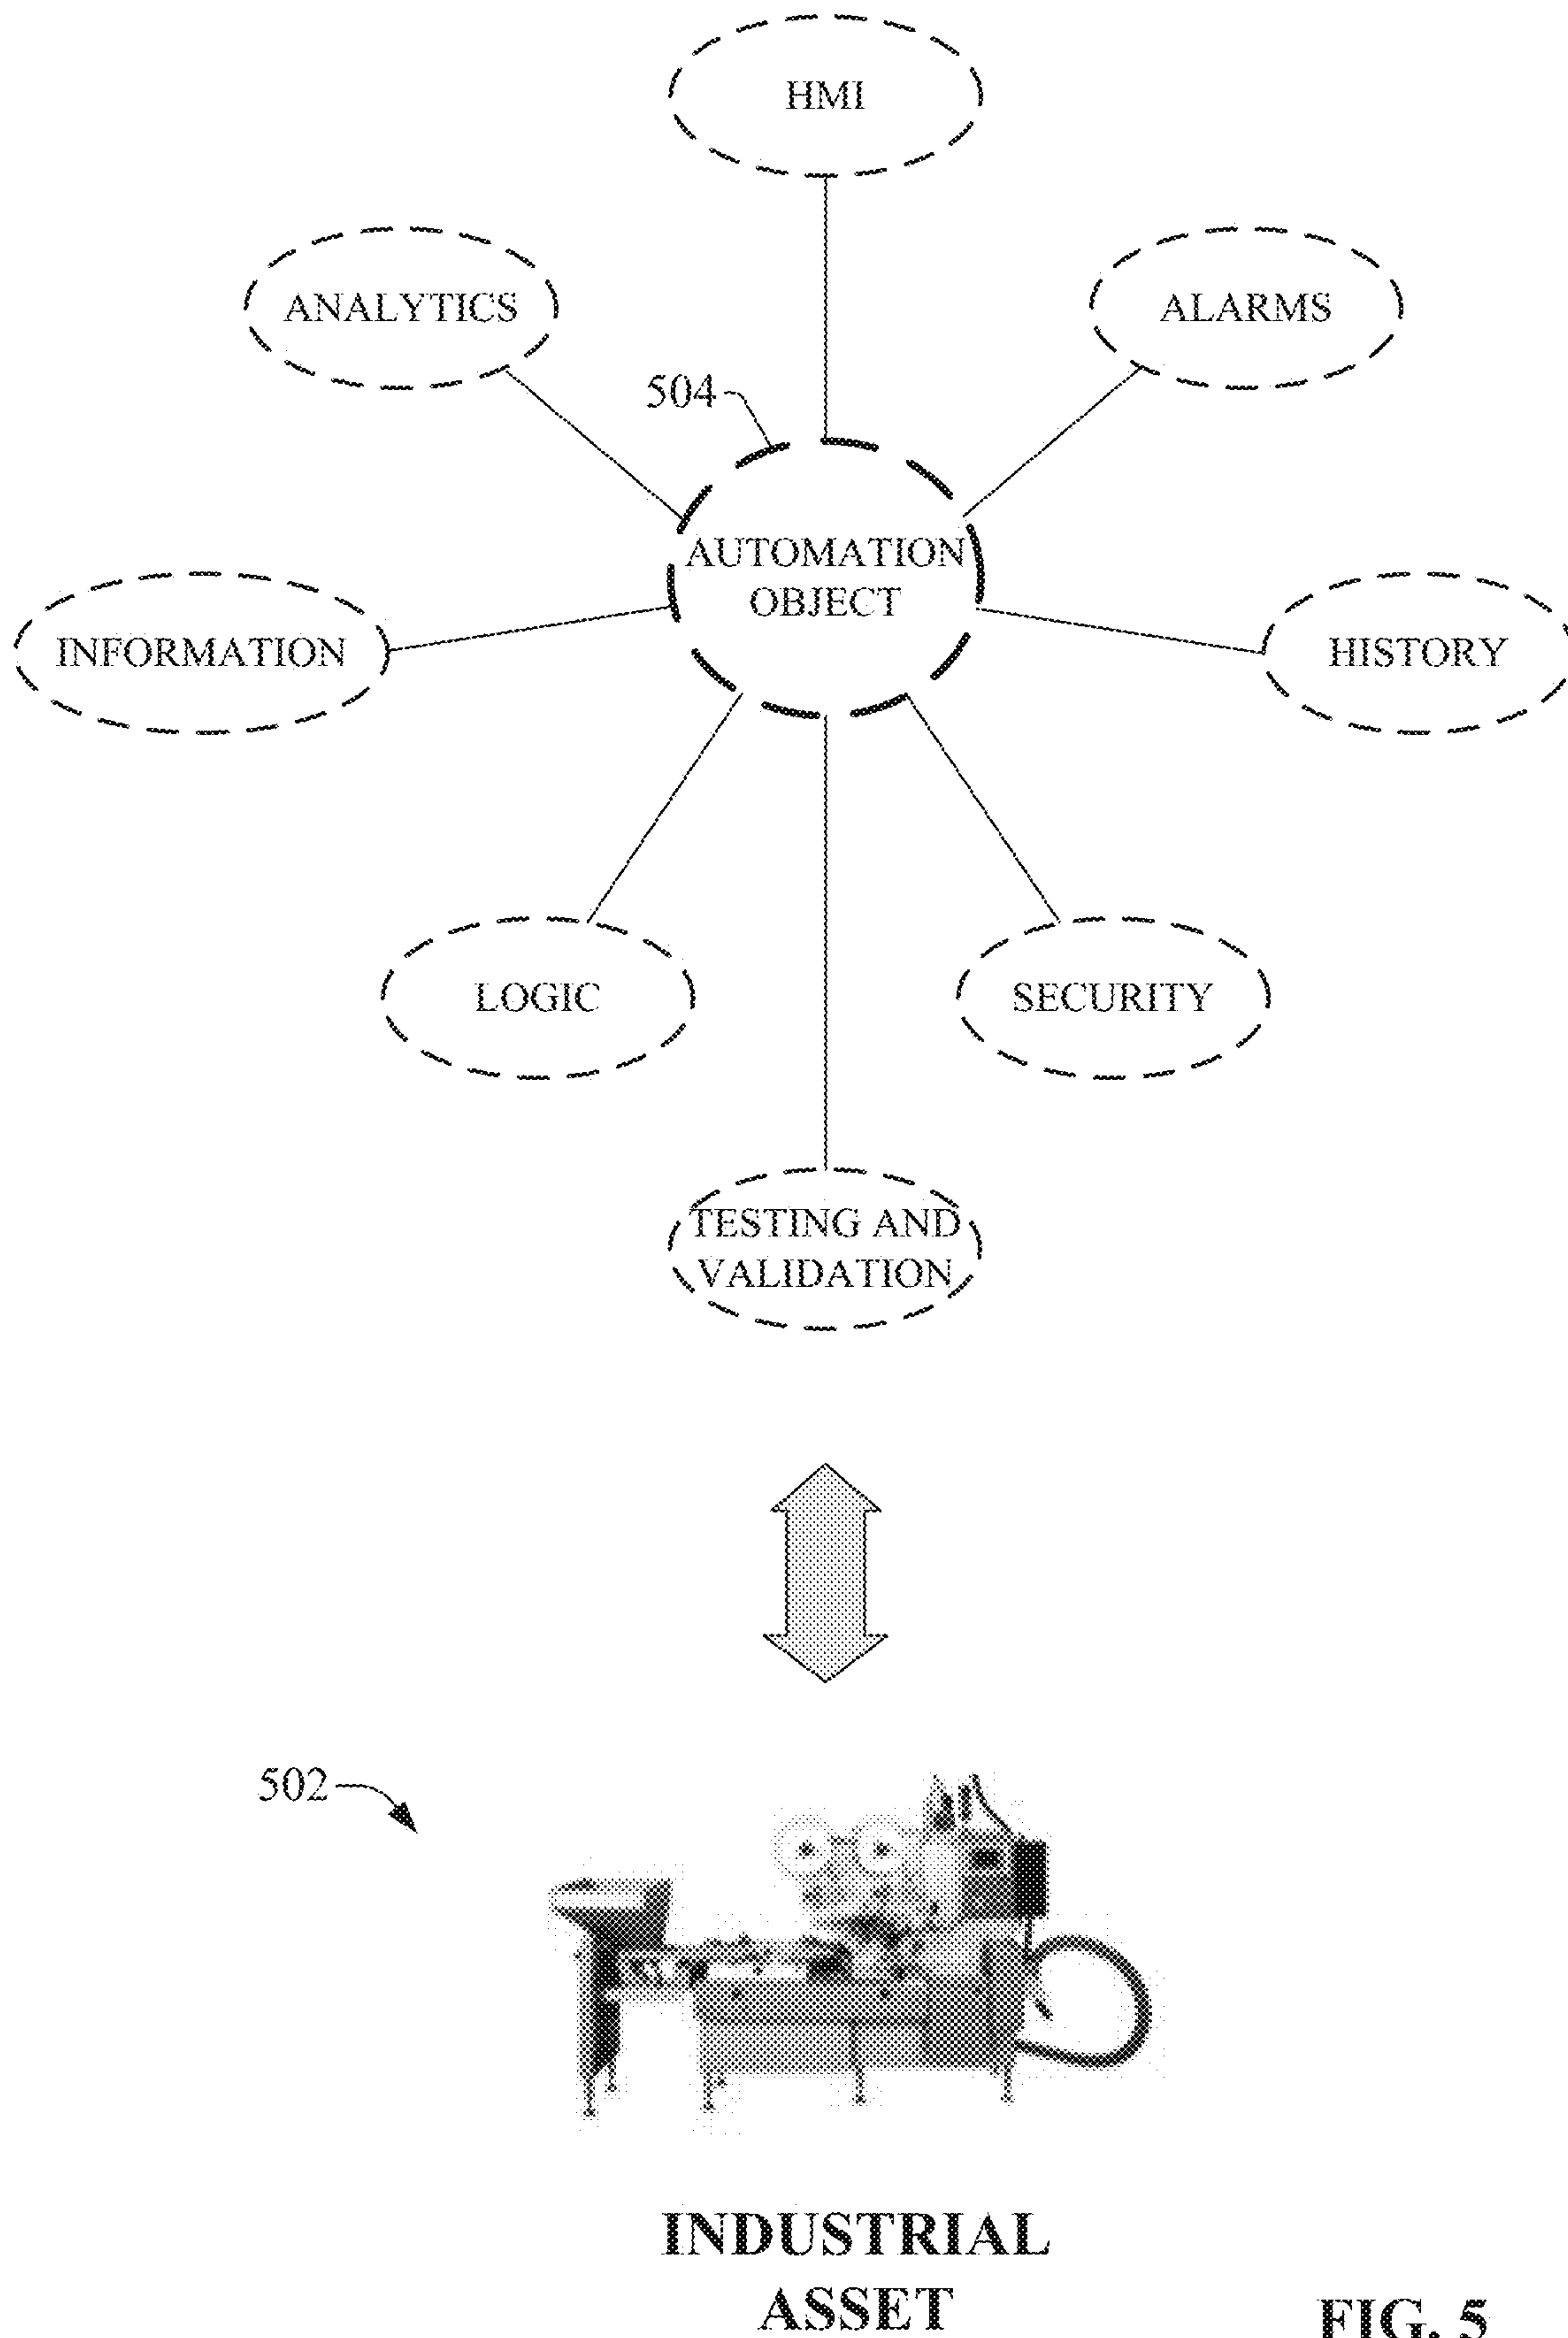 HMI
ANALYTICS
ALARMS
504
AUTOMATION
OBJECT
INFORMATION
HISTORY
LOGIC
SECURITY
TESTING AND
VALIDATION
502
INDUSTRIAL
ASSET
FIG. 5